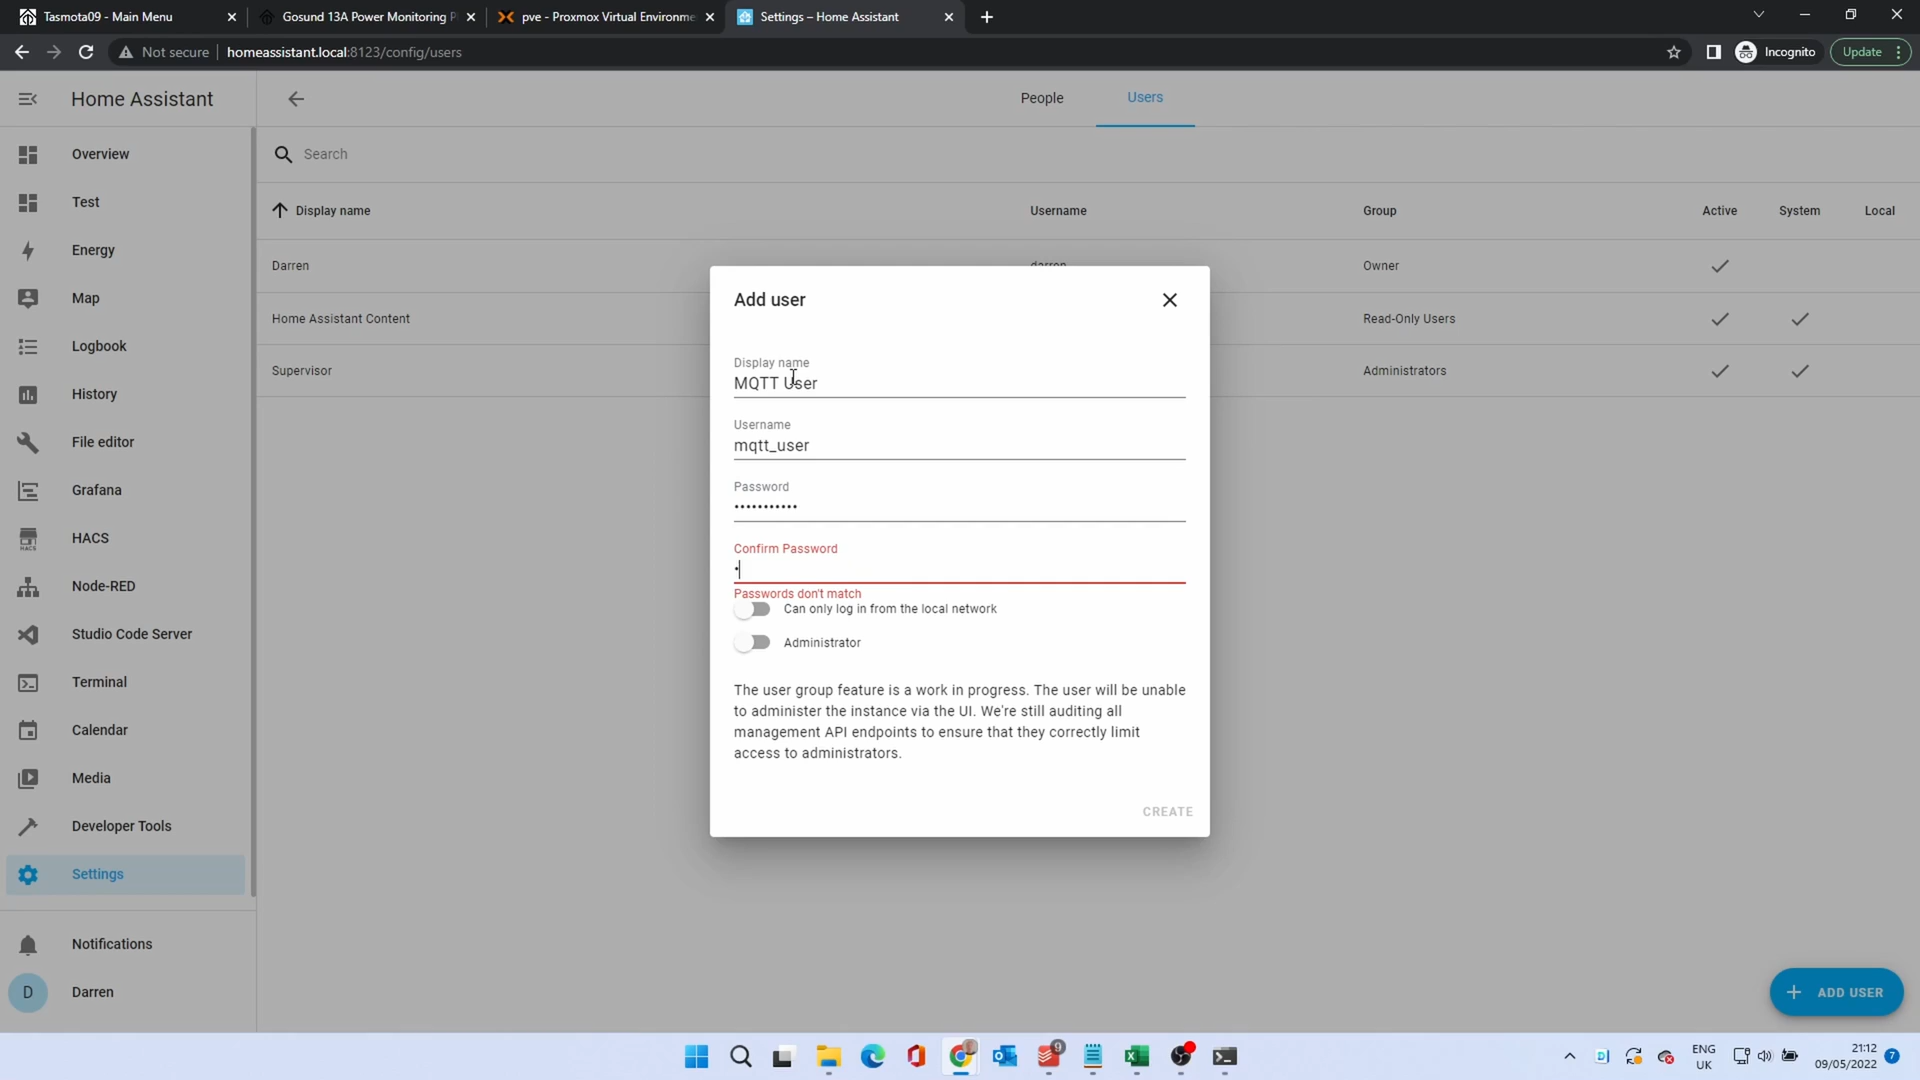 Tasmota09 - Main Menu
Gosund 13A Power Monitoring P
pve - Proxmox Virtual Environme
Settings – Home Assistant
Not secure
homeassistant.local:8123/config/users
Incognito
Update
Home Assistant
People
Users
Search
Overview
Test
Energy
Map
Logbook
History
File editor
Grafana
HACS
Node-RED
Studio Code Server
Terminal
Calendar
Media
Developer Tools
Settings
Notifications
D
Darren
Display name
Username
Group
Active
System
Local
Darren
darren
Owner
Home Assistant Content
Read-Only Users
Supervisor
Administrators
Add user
Display name
MQTT User
Username
mqtt_user
Password
•••••••••••
Confirm Password
•
Passwords don't match
Can only log in from the local network
Administrator
The user group feature is a work in progress. The user will be unable
to administer the instance via the UI. We're still auditing all
management API endpoints to ensure that they correctly limit
access to administrators.
CREATE
ADD USER
9
ENG
UK
21:12
09/05/2022
7